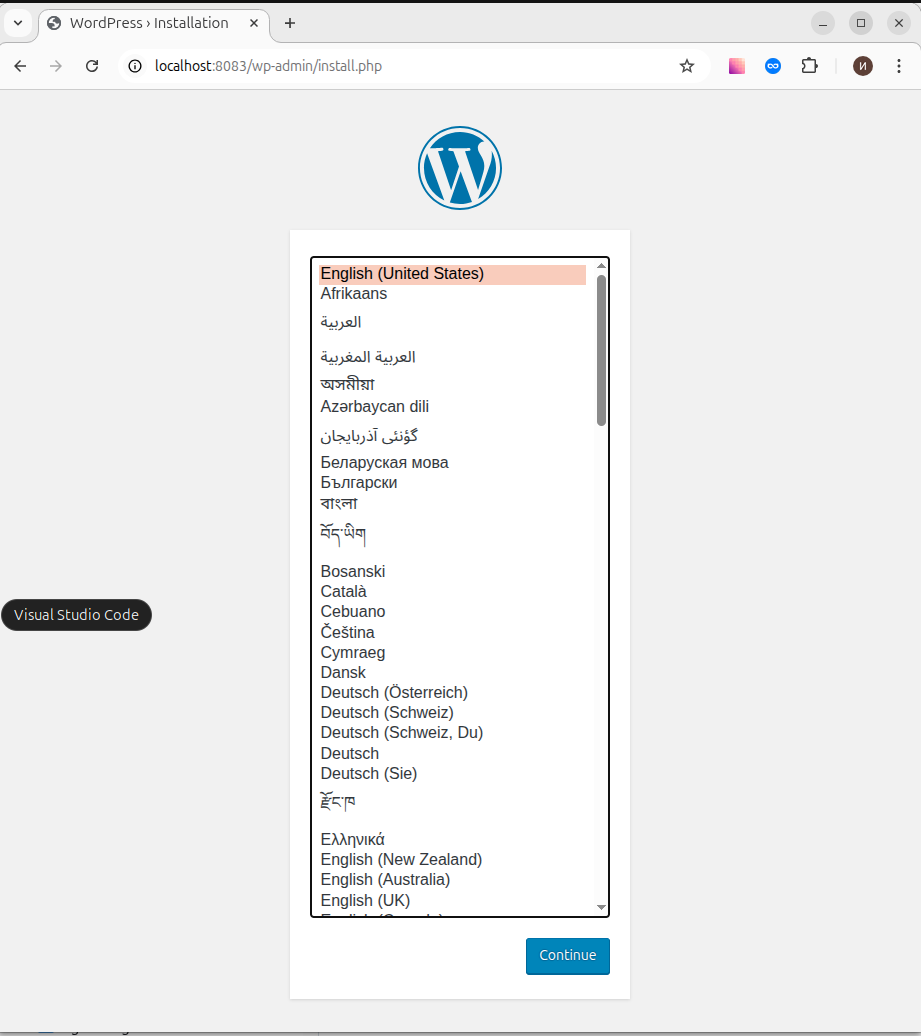 WordPress › Installation
localhost:8083/wp-admin/install.php
И
English (United States)
Afrikaans
العربية
العربية المغربية
অসমীয়া
Azərbaycan dili
گؤنئی آذربایجان
Беларуская мова
Български
বাংলা
བོད་ཡིག
Bosanski
Català
Cebuano
Čeština
Cymraeg
Dansk
Deutsch (Österreich)
Deutsch (Schweiz)
Deutsch (Schweiz, Du)
Deutsch
Deutsch (Sie)
རྫོང་ཁ
Ελληνικά
English (New Zealand)
English (Australia)
English (UK)
Visual Studio Code
Continue